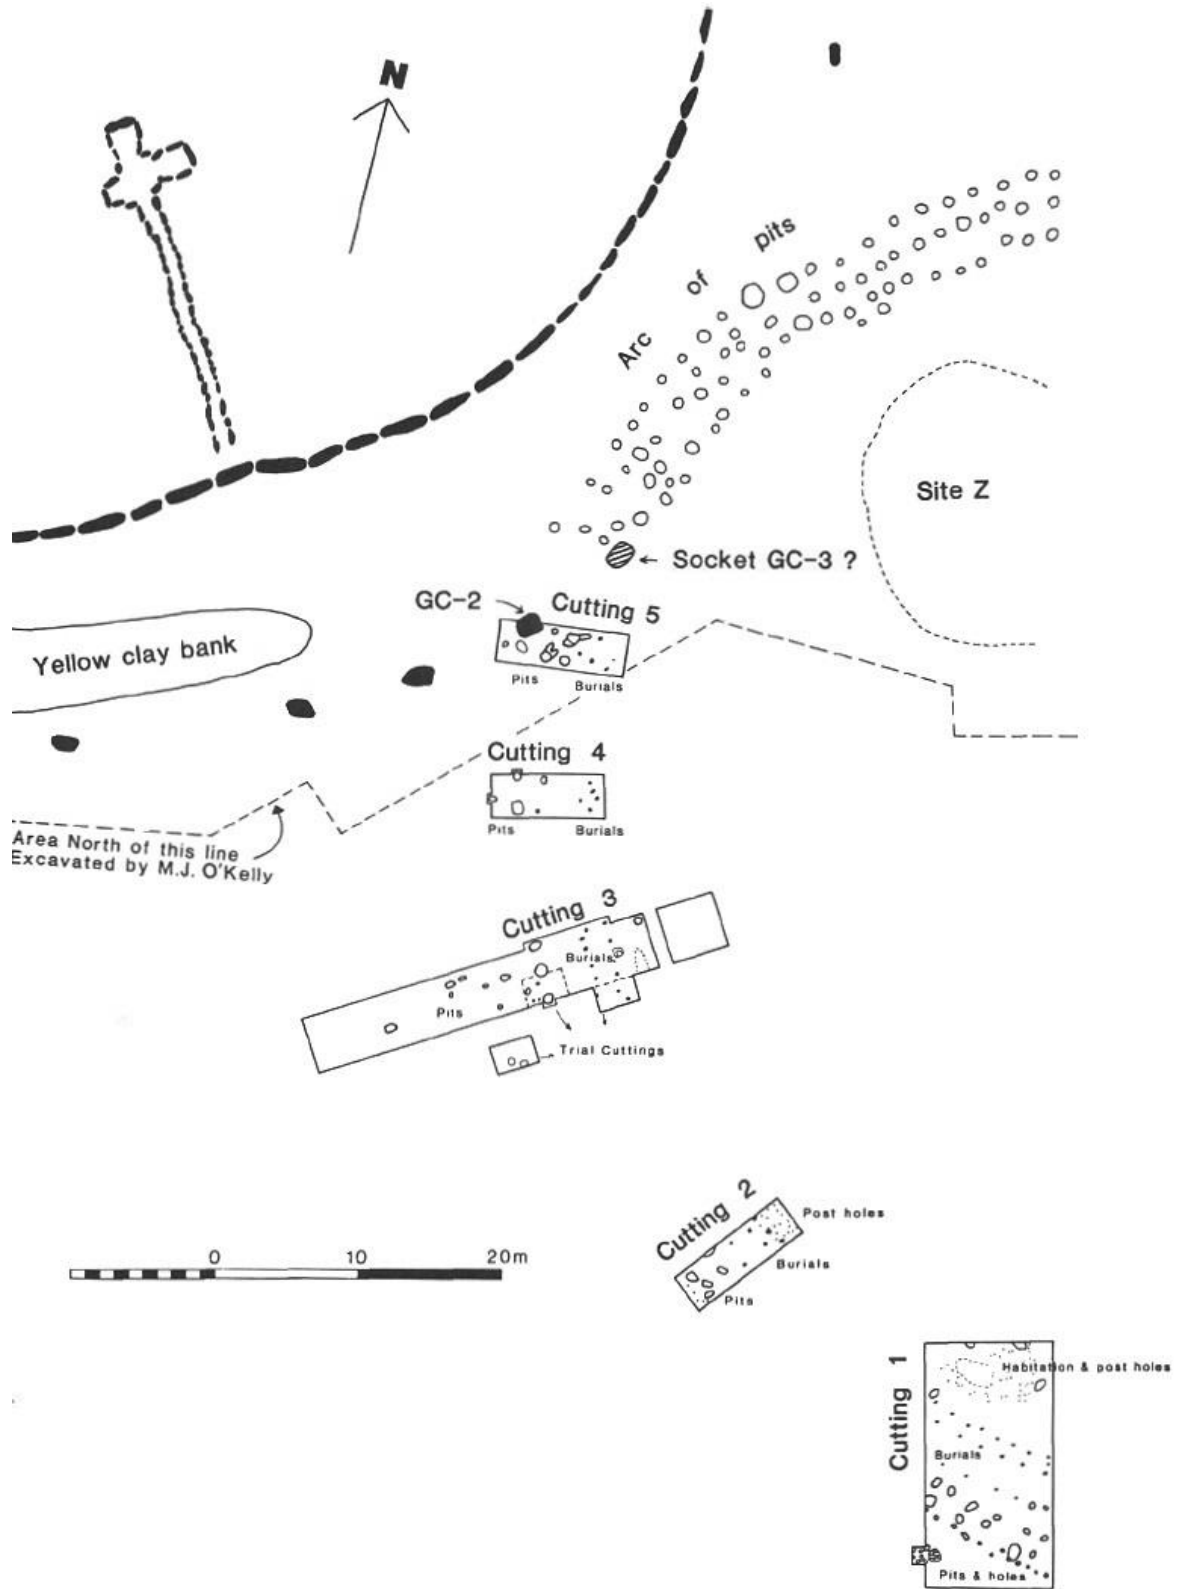 N
Arc of pits
Site Z
Socket GC-3 ?
GC-2
Cutting 5
Yellow clay bank
Pits
Burials
Cutting 4
Pits
Burials
Area North of this line
Excavated by M.J. O'Kelly
Cutting 3
Burials
Pits
Trial Cuttings
Cutting 2
Post holes
0 10 20m
Burials
Pits
Cutting 1
Habitation & post holes
Burials
Pits & holes